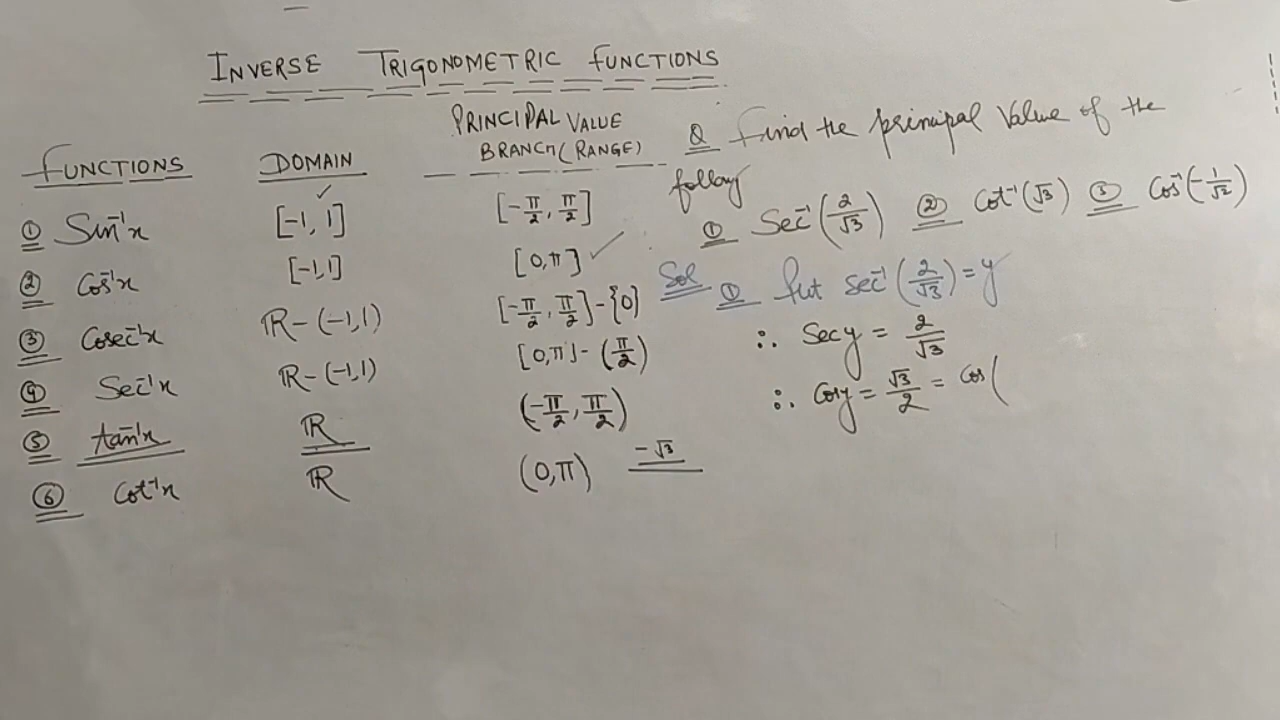 INVERSE TRIGONOMETRIC FUNCTIONS
FUNCTIONS DOMAIN PRINCIPAL VALUE BRANCH (RANGE)
① Sin⁻¹x [-1, 1] [-π/2, π/2]
② Cos⁻¹x [-1,1] [0,π]
③ Cosec⁻¹x ℝ-(-1,1) [-π/2, π/2]-{0}
④ Sec⁻¹x ℝ-(-1,1) [0,π]-(π/2)
⑤ tan⁻¹x ℝ (-π/2, π/2)
⑥ Cot⁻¹x ℝ (0,π) -√3
Q Find the principal value of the
follow
① Sec⁻¹(2/√3) ② Cot⁻¹(√3) ③ Cos⁻¹(-1/√2)
Sol ① Put sec⁻¹(2/√3) = y
∴ Sec y = 2/√3
∴ Cosy = √3/2 = cos(